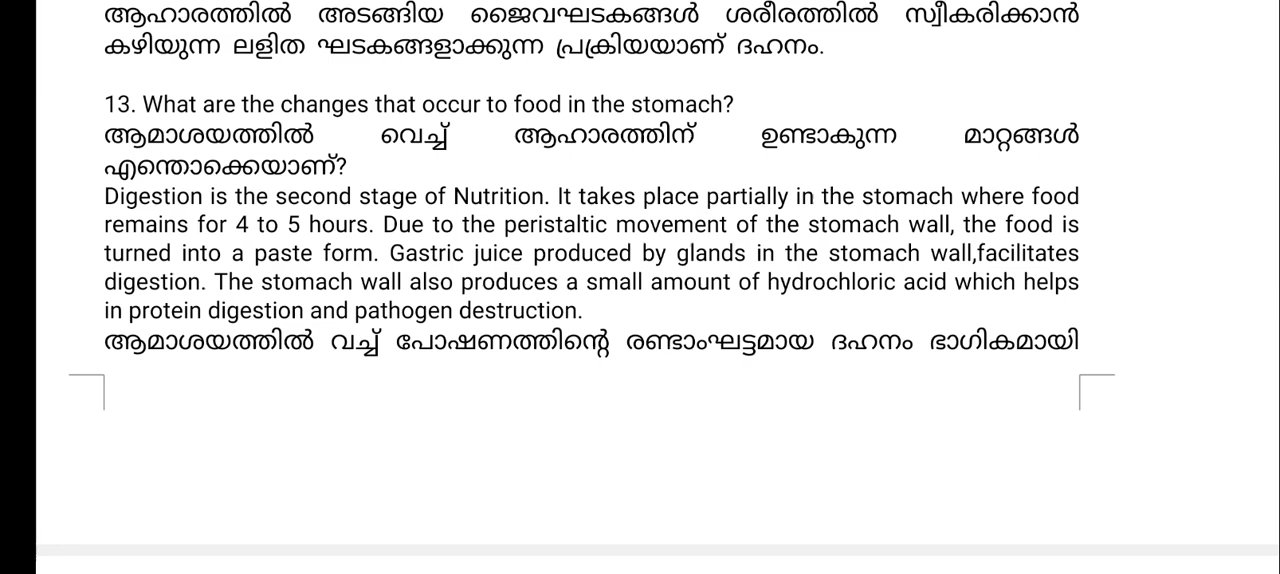 ആഹാരത്തിൽ അടങ്ങിയ ജൈവഘടകങ്ങൾ ശരീരത്തിൽ സ്വീകരിക്കാൻ
കഴിയുന്ന ലളിത ഘടകങ്ങളാക്കുന്ന പ്രക്രിയയാണ് ദഹനം.
13. What are the changes that occur to food in the stomach?
ആമാശയത്തിൽ വെച്ച് ആഹാരത്തിന് ഉണ്ടാകുന്ന മാറ്റങ്ങൾ
എന്തൊക്കെയാണ്?
Digestion is the second stage of Nutrition. It takes place partially in the stomach where food
remains for 4 to 5 hours. Due to the peristaltic movement of the stomach wall, the food is
turned into a paste form. Gastric juice produced by glands in the stomach wall,facilitates
digestion. The stomach wall also produces a small amount of hydrochloric acid which helps
in protein digestion and pathogen destruction.
ആമാശയത്തിൽ വച്ച് പോഷണത്തിന്റെ രണ്ടാംഘട്ടമായ ദഹനം ഭാഗികമായി